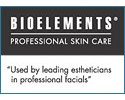 BIOELEMENTS®
PROFESSIONAL SKIN CARE
"Used by leading estheticians
in professional facials"